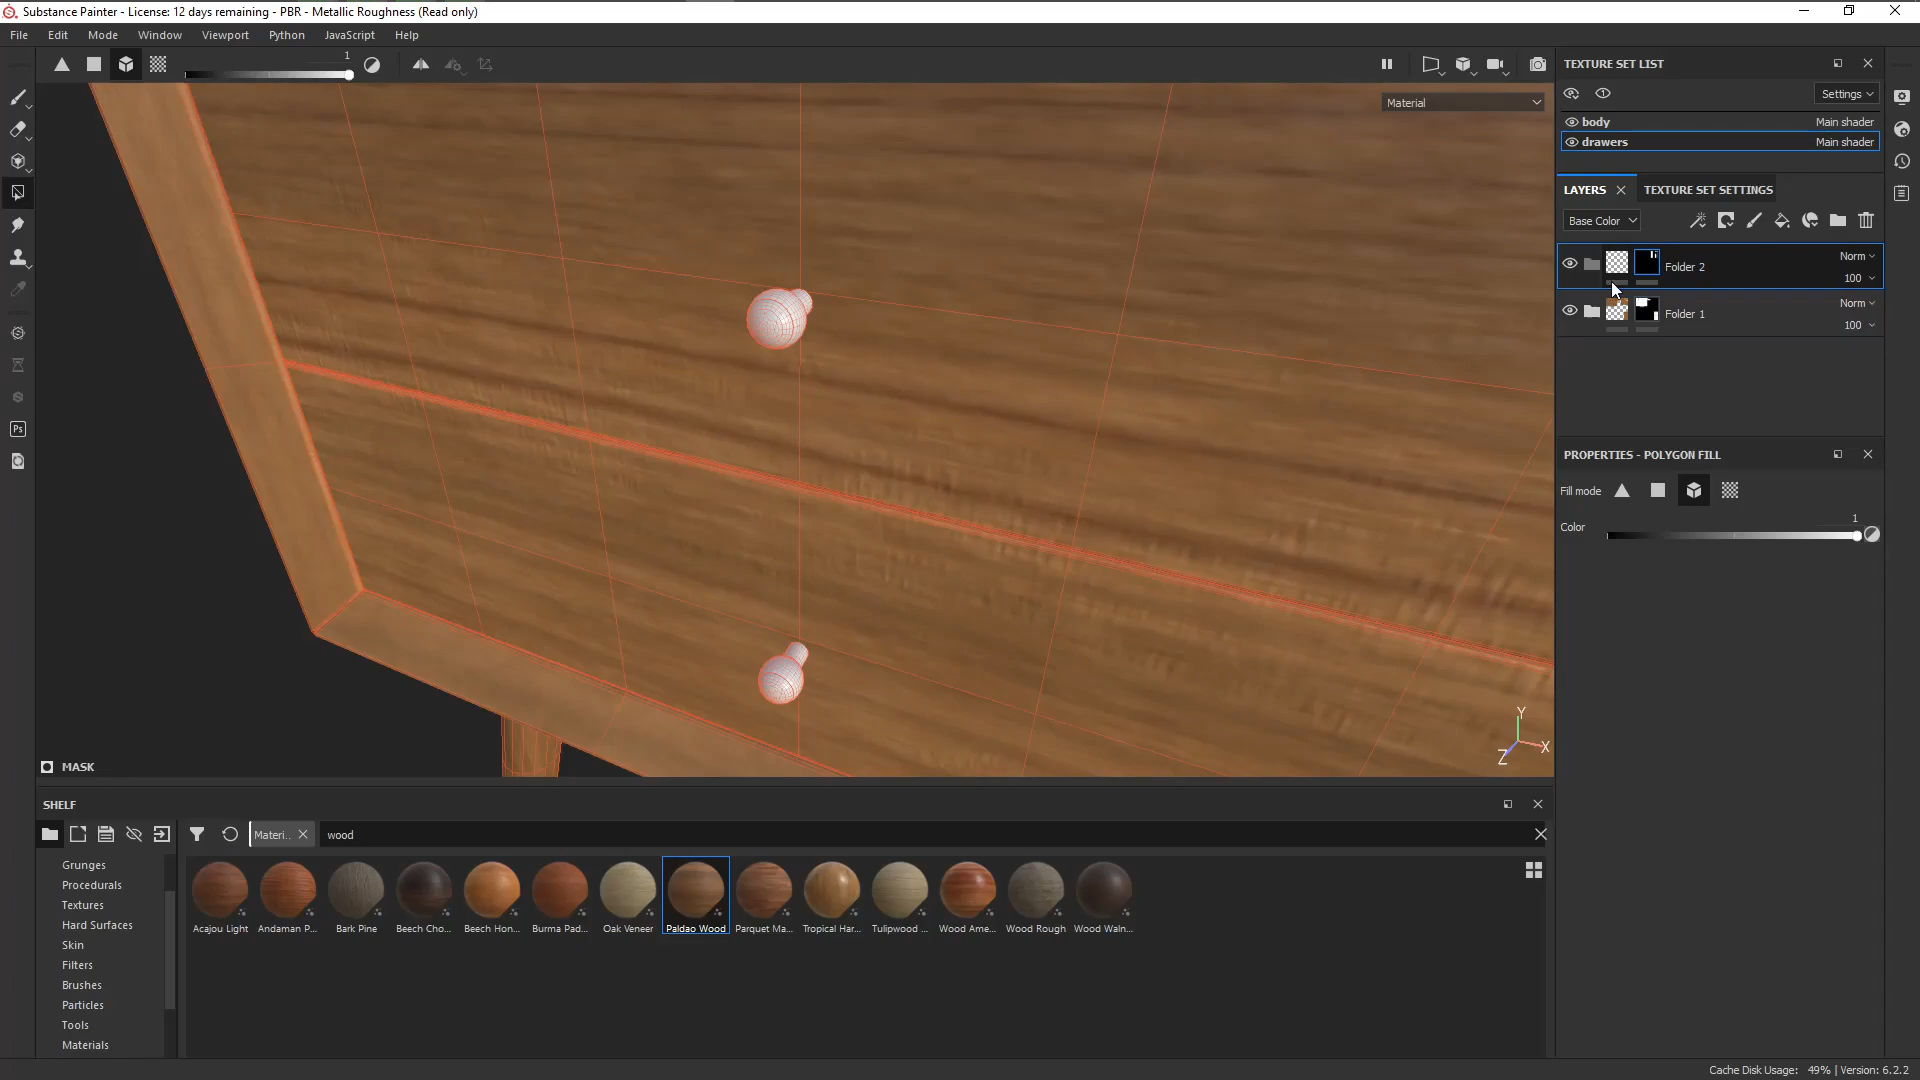 Substance Painter - License: 12 days remaining - PBR - Metallic Roughness (Read only)
File Edit Mode Window Viewport Python JavaScript Help
1
Material
TEXTURE SET LIST
Settings
body Main shader
drawers Main shader
LAYERS TEXTURE SET SETTINGS
Base Color
Folder 2 Norm
100
Folder 1 Norm
100
PROPERTIES - POLYGON FILL
Fill mode
Color 1
Ps
Y
X
Z
MASK
SHELF
Materi.. wood
Grunges
Procedurals
Textures
Hard Surfaces
Skin
Filters
Brushes
Particles
Tools
Materials
Acajou Light Andaman P... Bark Pine Beech Cho... Beech Hon... Burma Pad... Oak Veneer Paldao Wood Parquet Ma... Tropical Har... Tulipwood ... Wood Ame... Wood Rough Wood Waln...
Cache Disk Usage: 49% | Version: 6.2.2